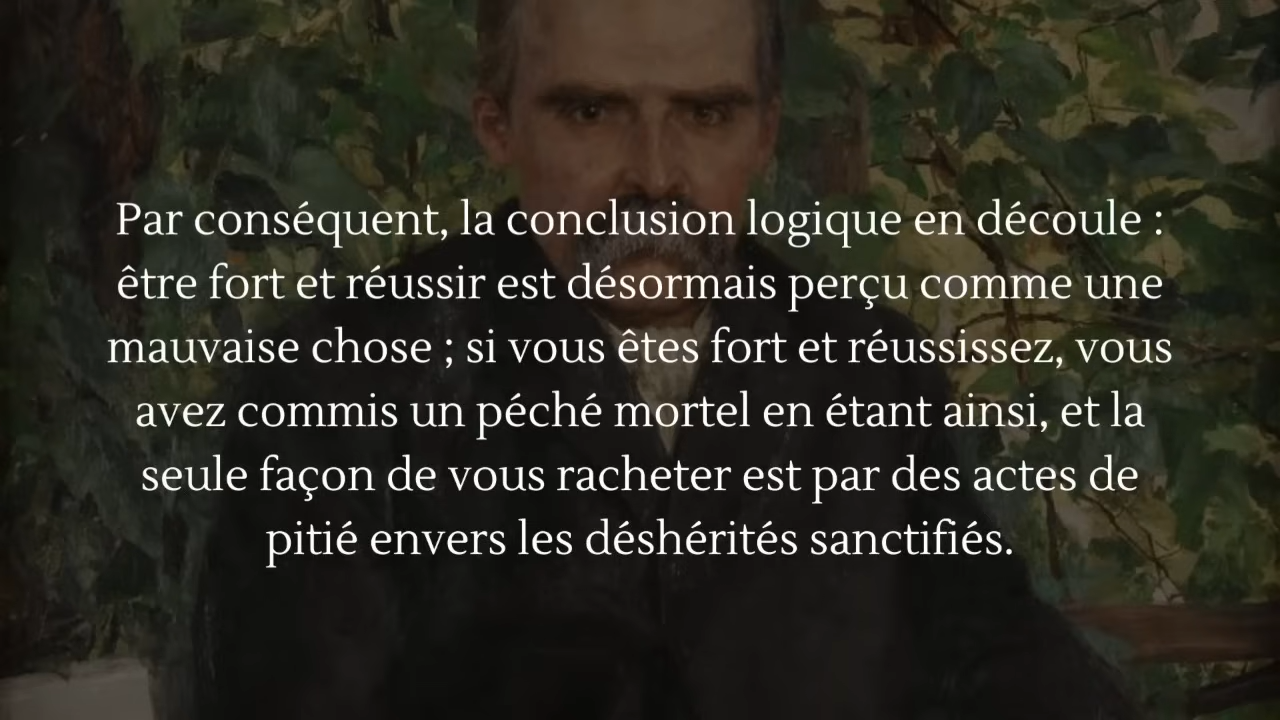 Par conséquent, la conclusion logique en découle :
être fort et réussir est désormais perçu comme une
mauvaise chose ; si vous êtes fort et réussissez, vous
avez commis un péché mortel en étant ainsi, et la
seule façon de vous racheter est par des actes de
pitié envers les déshérités sanctifiés.